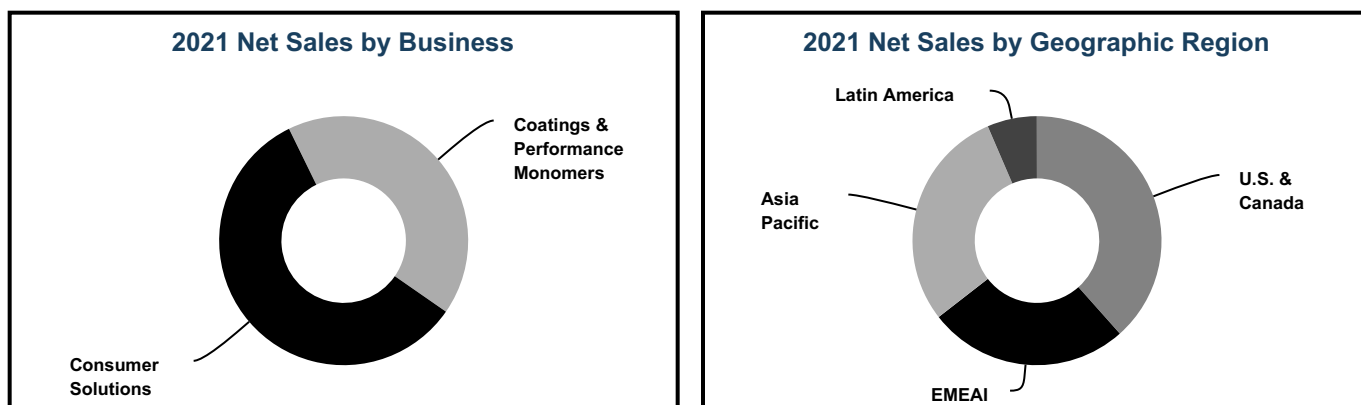 2021 Net Sales by Business
Coatings &
Performance
Monomers
Consumer
Solutions
2021 Net Sales by Geographic Region
Latin America
U.S. &
Canada
Asia
Pacific
EMEAI